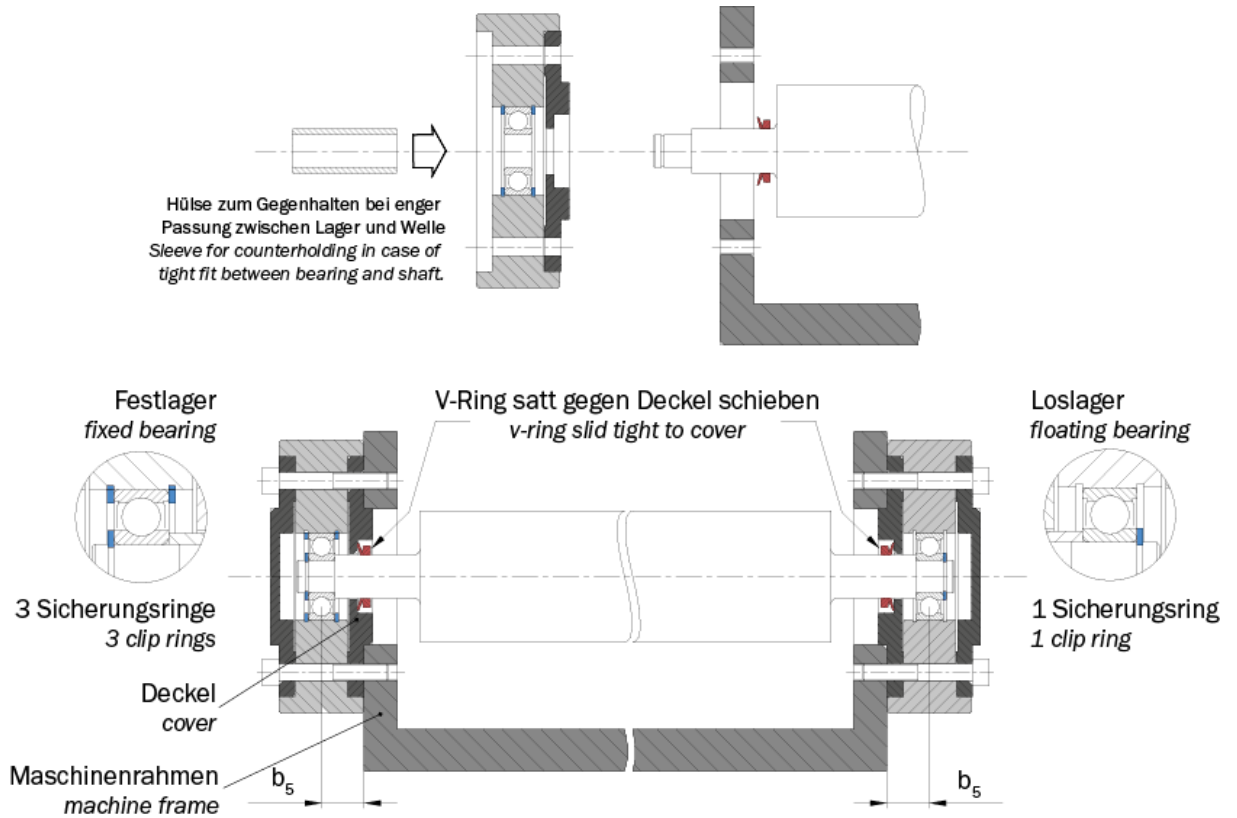 Hülse zum Gegenhalten bei enger
Passung zwischen Lager und Welle
Sleeve for counterholding in case of
tight fit between bearing and shaft.
Festlager
fixed bearing
V-Ring satt gegen Deckel schieben
v-ring slid tight to cover
Loslager
floating bearing
3 Sicherungsringe
3 clip rings
1 Sicherungsring
1 clip ring
Deckel
cover
Maschinenrahmen
machine frame
b5
b5